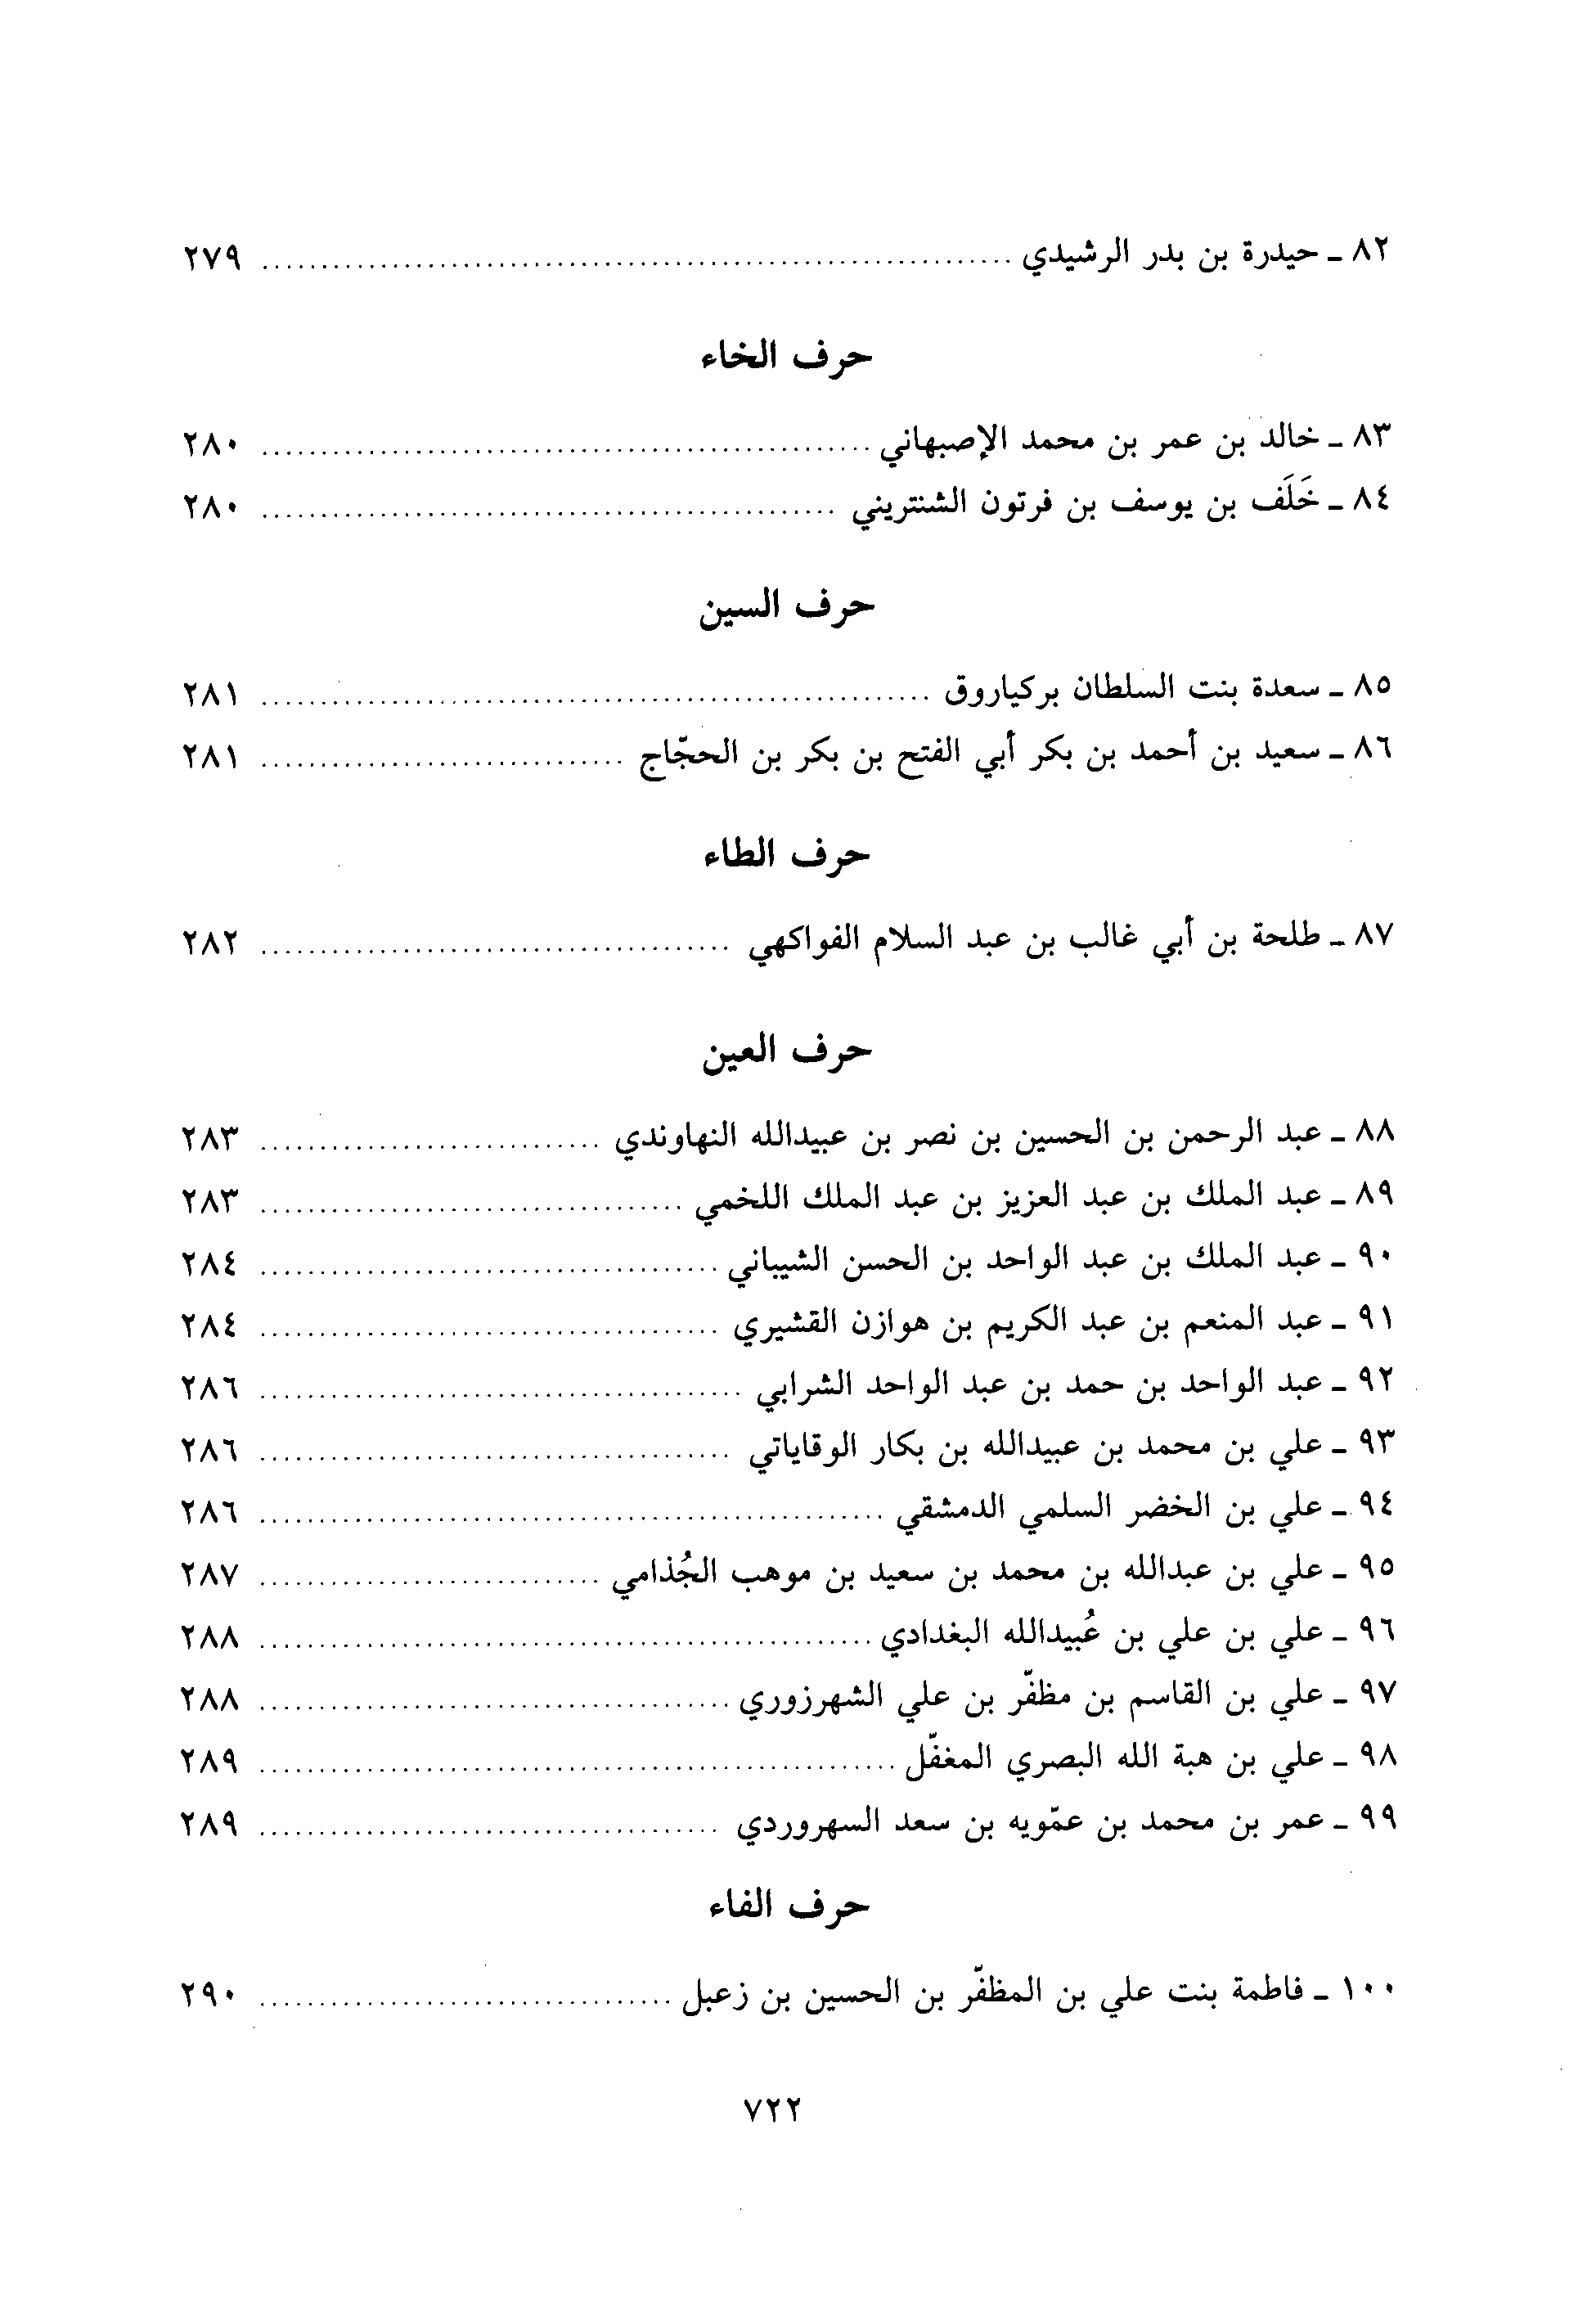 ٨٢ ـ حيدرة بن بدر الرشيدي ........ ٢٧٩
حرف الخاء
٨٣ ـ خالد بن عمر بن محمد الإصبهاني ........ ٢٨٠
٨٤ ـ خَلَف بن يوسف بن فرتون الشنتريني ........ ٢٨٠
حرف السين
٨٥ ـ سعدة بنت السلطان بركياروق ........ ٢٨١
٨٦ ـ سعيد بن أحمد بن بكر أبي الفتح بن بكر بن الحجّاج ........ ٢٨١
حرف الطاء
٨٧ ـ طلحة بن أبي غالب بن عبد السلام الفواكهي ........ ٢٨٢
حرف العين
٨٨ ـ عبد الرحمن بن الحسين بن نصر بن عبيدالله النهاوندي ........ ٢٨٣
٨٩ ـ عبد الملك بن عبد العزيز بن عبد الملك اللخمي ........ ٢٨٣
٩٠ ـ عبد الملك بن عبد الواحد بن الحسن الشيباني ........ ٢٨٤
٩١ ـ عبد المنعم بن عبد الكريم بن هوازن القشيري ........ ٢٨٤
٩٢ ـ عبد الواحد بن حمد بن عبد الواحد الشرابي ........ ٢٨٦
٩٣ ـ علي بن محمد بن عبيدالله بن بكار الوقاياتي ........ ٢٨٦
٩٤ ـ علي بن الخضر السلمي الدمشقي ........ ٢٨٦
٩٥ ـ علي بن عبدالله بن محمد بن سعيد بن موهب الجُذامي ........ ٢٨٧
٩٦ ـ علي بن علي بن عُبيدالله البغدادي ........ ٢٨٨
٩٧ ـ علي بن القاسم بن مظفّر بن علي الشهرزوري ........ ٢٨٨
٩٨ ـ علي بن هبة الله البصري المغفّل ........ ٢٨٩
٩٩ ـ عمر بن محمد بن عمّويه بن سعد السهروردي ........ ٢٨٩
حرف الفاء
١٠٠ ـ فاطمة بنت علي بن المظفّر بن الحسين بن زعبل ........ ٢٩٠
٧٢٢